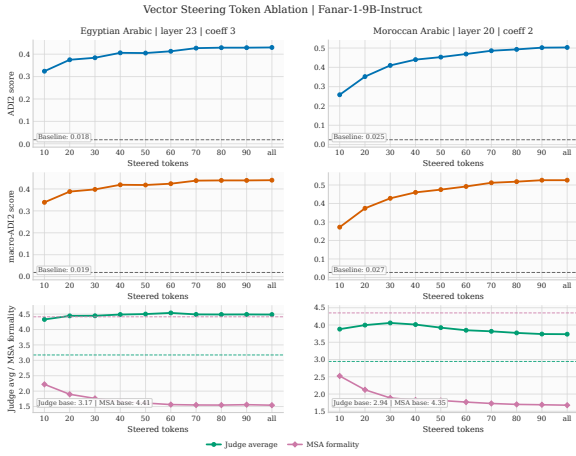 Vector Steering Token Ablation | Fanar-1-9B-Instruct
Egyptian Arabic | layer 23 | coeff 3
ADI2 score
0.4
0.3
0.2
0.1
0.0
Baseline: 0.018
10 20 30 40 50 60 70 80 90 all
Steered tokens
Moroccan Arabic | layer 20 | coeff 2
0.5
0.4
0.3
0.2
0.1
0.0
Baseline: 0.025
10 20 30 40 50 60 70 80 90 all
Steered tokens
macro-ADI2 score
0.4
0.3
0.2
0.1
0.0
Baseline: 0.019
10 20 30 40 50 60 70 80 90 all
Steered tokens
0.5
0.4
0.3
0.2
0.1
0.0
Baseline: 0.027
10 20 30 40 50 60 70 80 90 all
Steered tokens
Judge avg / MSA formality
4.5
4.0
3.5
3.0
2.5
2.0
1.5
Judge base: 3.17 | MSA base: 4.41
10 20 30 40 50 60 70 80 90 all
Steered tokens
4.5
4.0
3.5
3.0
2.5
2.0
1.5
Judge base: 2.94 | MSA base: 4.35
10 20 30 40 50 60 70 80 90 all
Steered tokens
Judge average
MSA formality